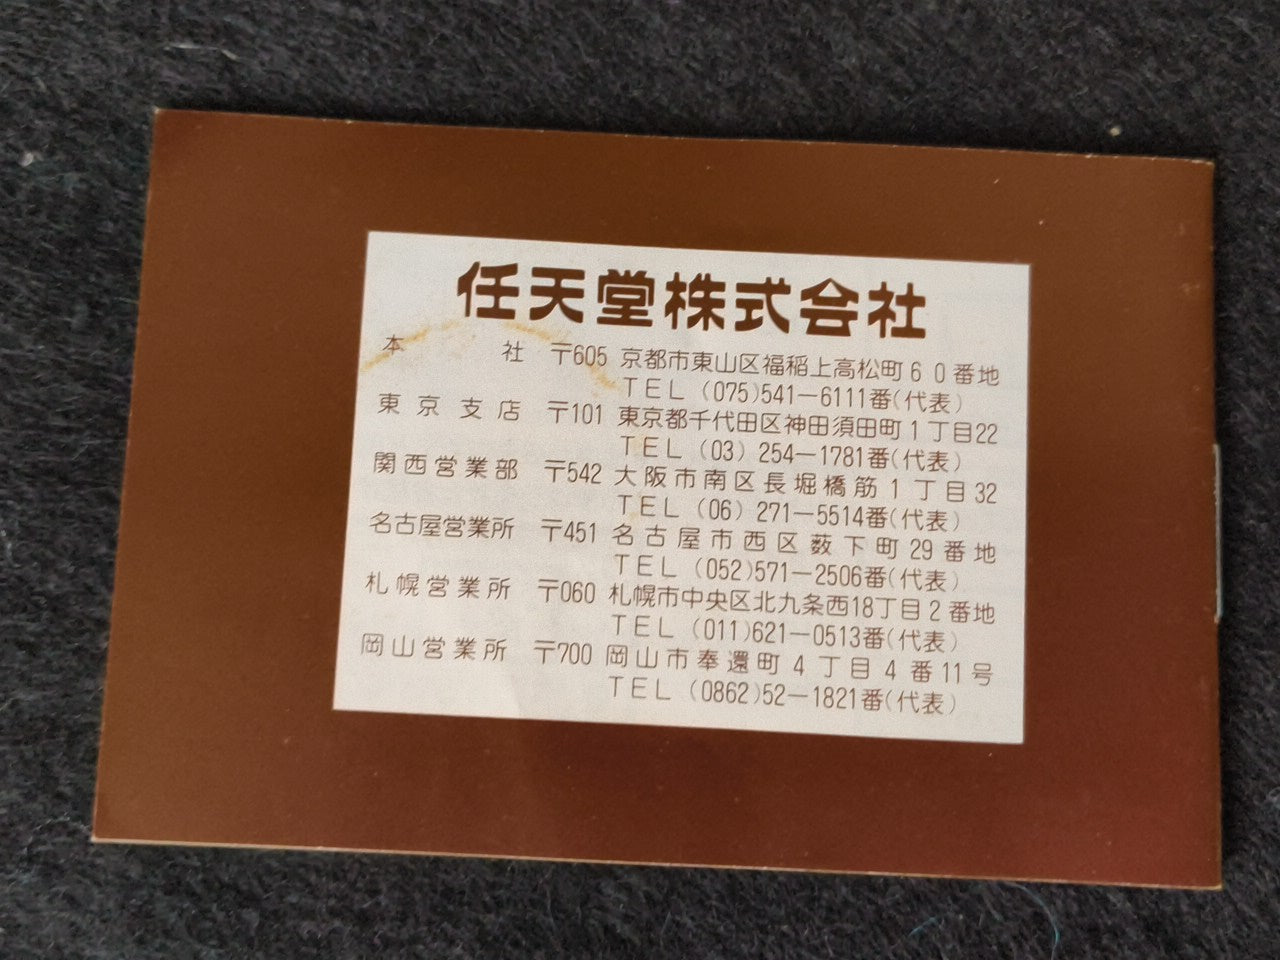 任天堂株式会社
本社 〒605 京都市東山区福稲上高松町60番地
TEL (075)541-6111番(代表)
東京支店 〒101 東京都千代田区神田須田町1丁目22
TEL (03) 254-1781番(代表)
関西営業部 〒542 大阪市南区長堀橋筋1丁目32
TEL (06) 271-5514番(代表)
名古屋営業所 〒451 名古屋市西区薮下町29番地
TEL (052)571-2506番(代表)
札幌営業所 〒060 札幌市中央区北九条西18丁目2番地
TEL (011)621-0513番(代表)
岡山営業所 〒700 岡山市奉還町4丁目4番11号
TEL (0862)52-1821番(代表)